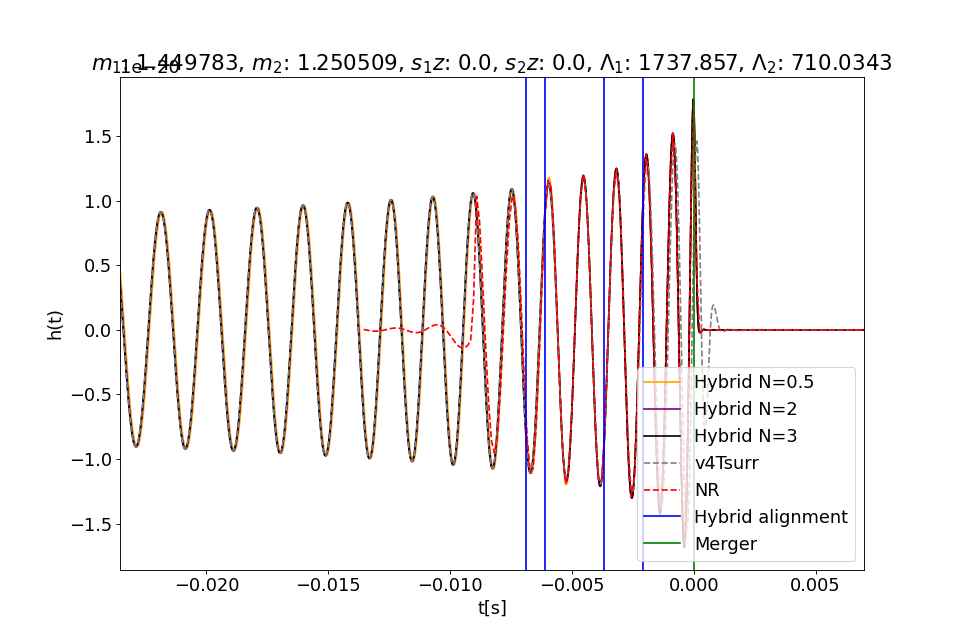 m₁: 1.449783, m₂: 1.250509, s₁z: 0.0, s₂z: 0.0, Λ₁: 1737.857, Λ₂: 710.0343
1.5
1.0
0.5
0.0
−0.5
−1.0
−1.5
h(t)
Hybrid N=0.5
Hybrid N=2
Hybrid N=3
v4Tsurr
NR
Hybrid alignment
Merger
−0.020
−0.015
−0.010
−0.005
0.000
0.005
t[s]